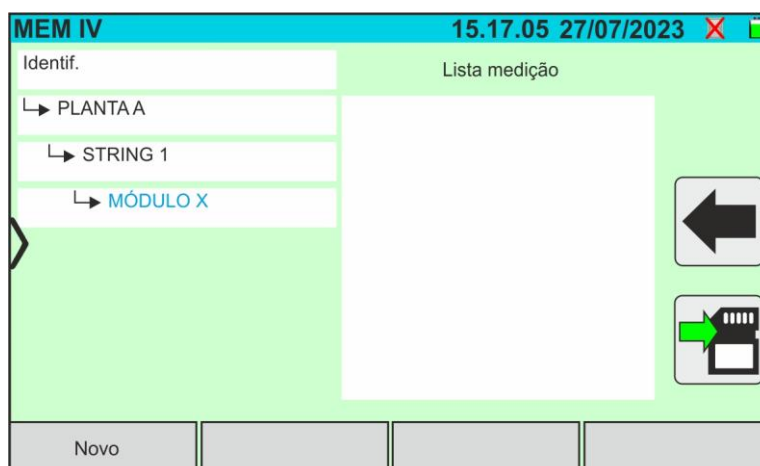 MEM IV 15.17.05 27/07/2023
Identif.
Lista medição
PLANTA A
STRING 1
MÓDULO X
Novo